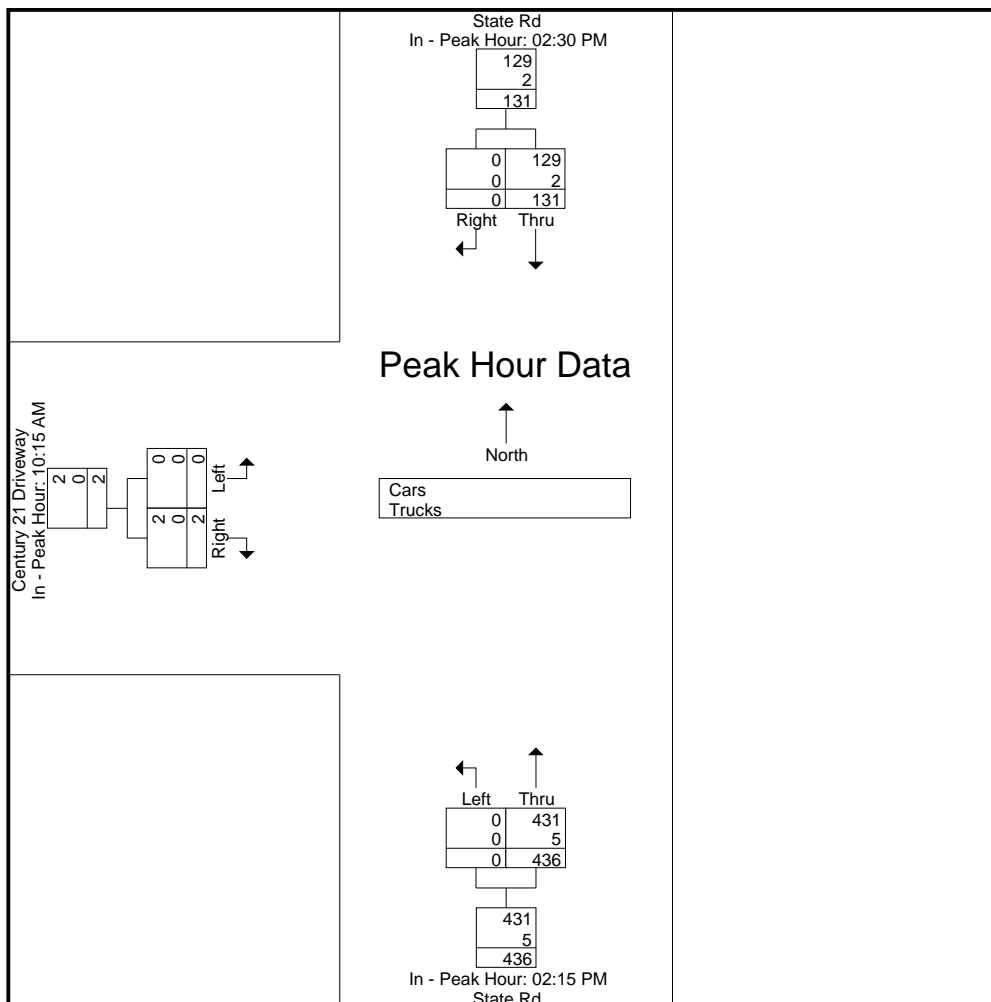 State Rd
In - Peak Hour: 02:30 PM
129
2
131
0 129
0 2
0 131
Right Thru
Peak Hour Data
North
Cars
Trucks
Century 21 Driveway
In - Peak Hour: 10:15 AM
2
0
2
0 0 0
Left
2 0 2
Right
Left Thru
0 431
0 5
0 436
431
5
436
In - Peak Hour: 02:15 PM
State Rd